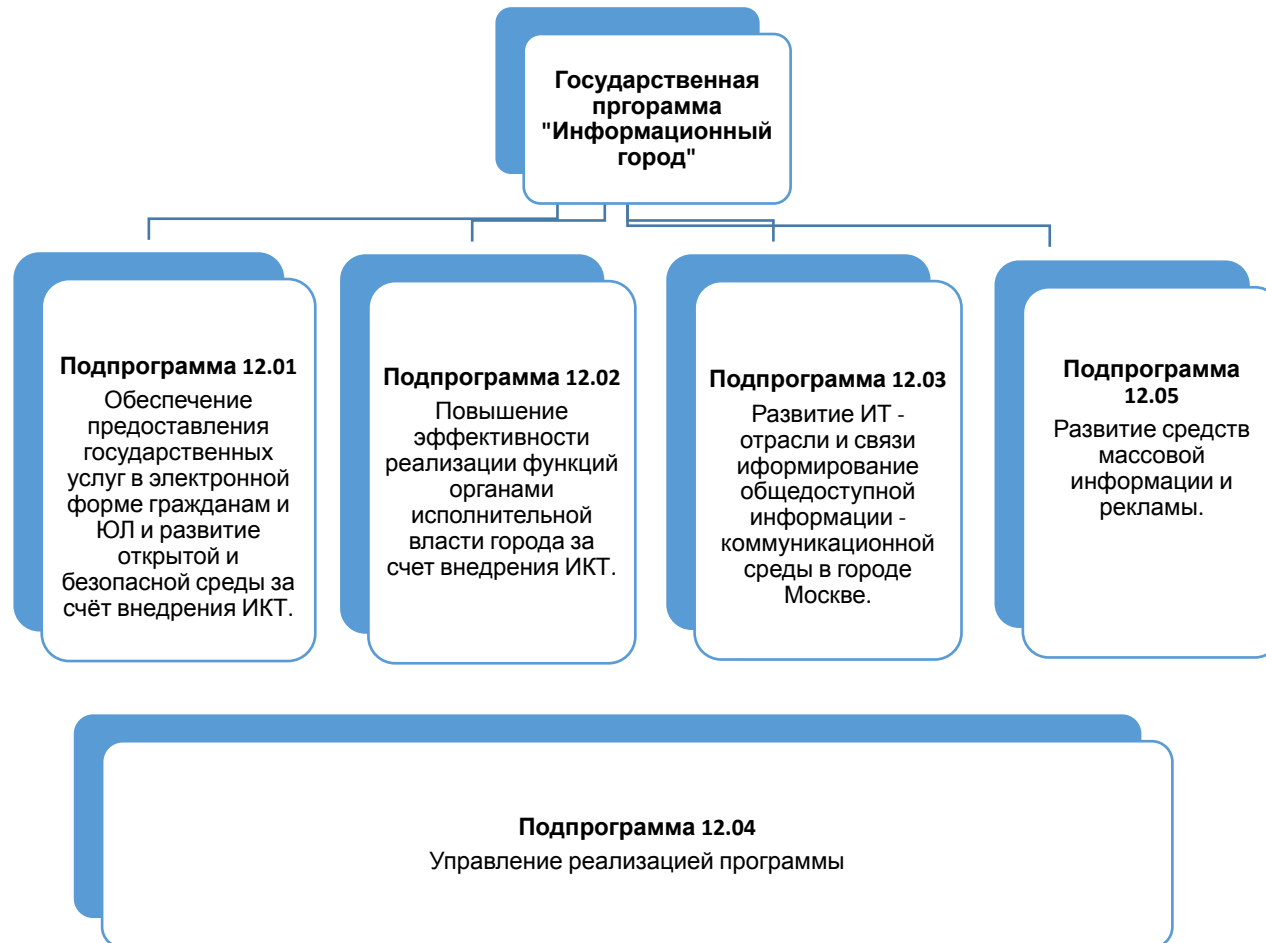 Государственная
пргорамма
"Информационный
город"
Подпрограмма 12.01
Обеспечение
предоставления
государственных
услуг в электронной
форме гражданам и
ЮЛ и развитие
открытой и
безопасной среды за
счёт внедрения ИКТ.
Подпрограмма 12.02
Повышение
эффективности
реализации функций
органами
исполнительной
власти города за
счет внедрения ИКТ.
Подпрограмма 12.03
Развитие ИТ -
отрасли и связи
иформирование
общедоступной
информации -
коммуникационной
среды в городе
Москве.
Подпрограмма
12.05
Развитие средств
массовой
информации и
рекламы.
Подпрограмма 12.04
Управление реализацией программы